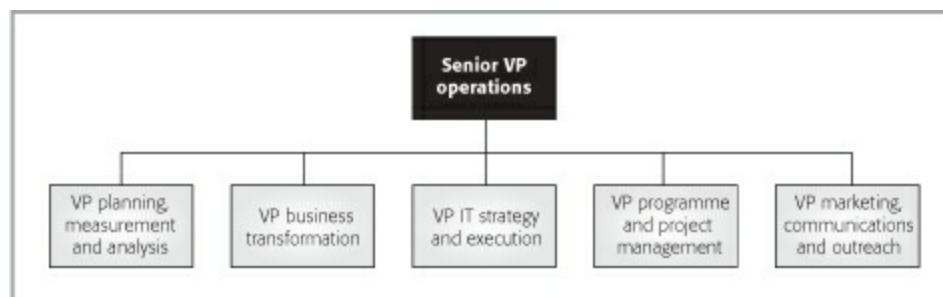 Senior VP
operations
VP planning,
measurement
and analysis
VP business
transformation
VP IT strategy
and execution
VP programme
and project
management
VP marketing,
communications
and outreach